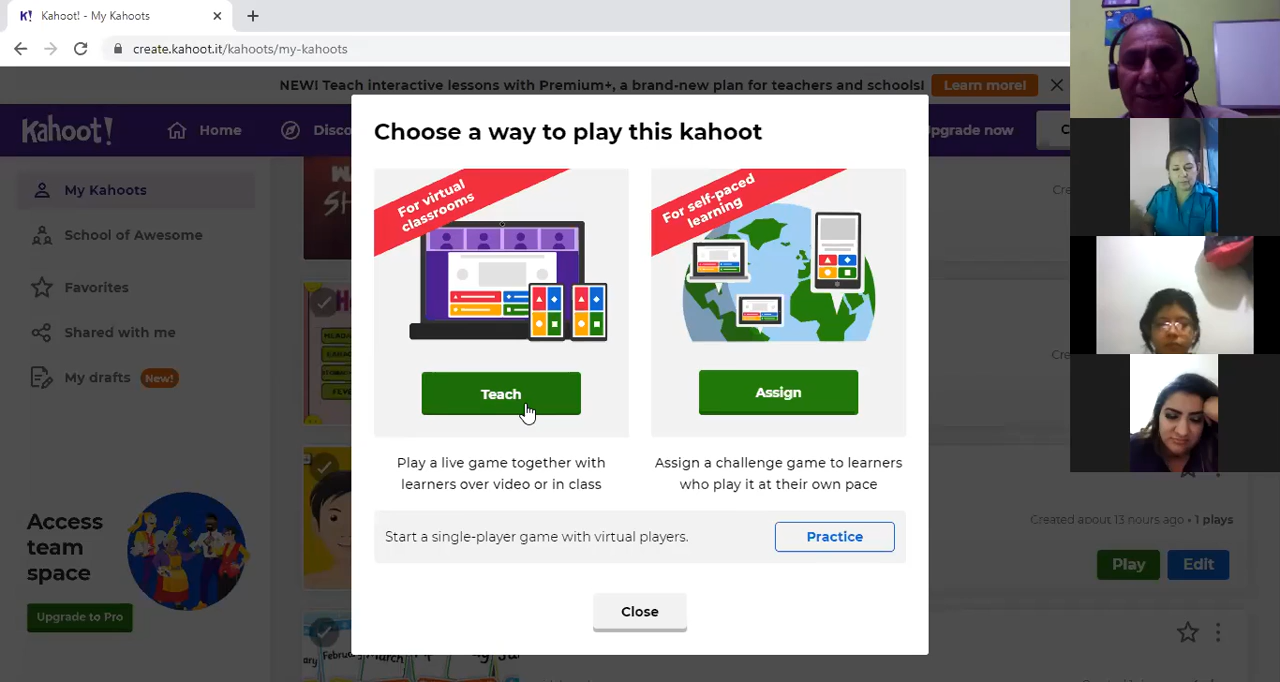 Kahoot! - My Kahoots
create.kahoot.it/kahoots/my-kahoots
NEW! Teach interactive lessons with Premium+, a brand-new plan for teachers and schools!
Learn more!
Kahoot!
Home
Disco
pgrade now
C
My Kahoots
School of Awesome
Favorites
Shared with me
My drafts
New!
Access
team
space
Upgrade to Pro
Choose a way to play this kahoot
For virtual
classrooms
For self-paced
learning
Teach
Assign
Play a live game together with
learners over video or in class
Assign a challenge game to learners
who play it at their own pace
Start a single-player game with virtual players.
Practice
Close
Created about 13 hours ago • 1 plays
Play
Edit